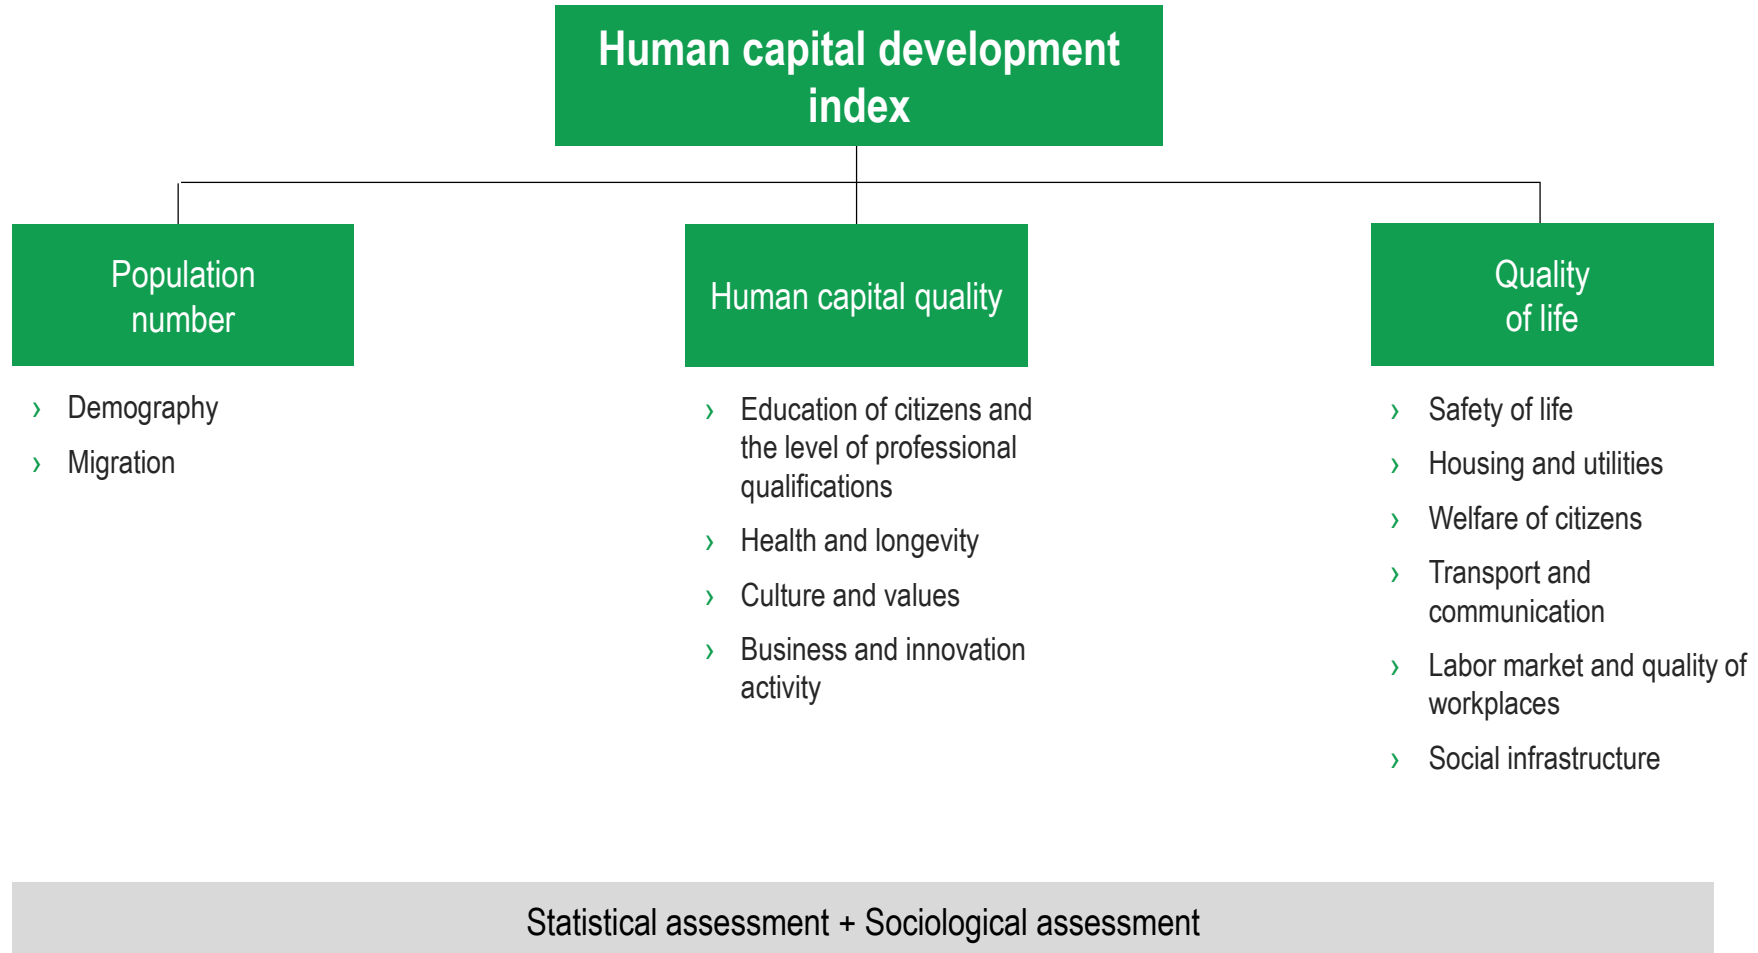 Human capital development
index
Population
number
› Demography
› Migration
Human capital quality
› Education of citizens and
the level of professional
qualifications
› Health and longevity
› Culture and values
› Business and innovation
activity
Quality
of life
› Safety of life
› Housing and utilities
› Welfare of citizens
› Transport and
communication
› Labor market and quality of
workplaces
› Social infrastructure
Statistical assessment + Sociological assessment